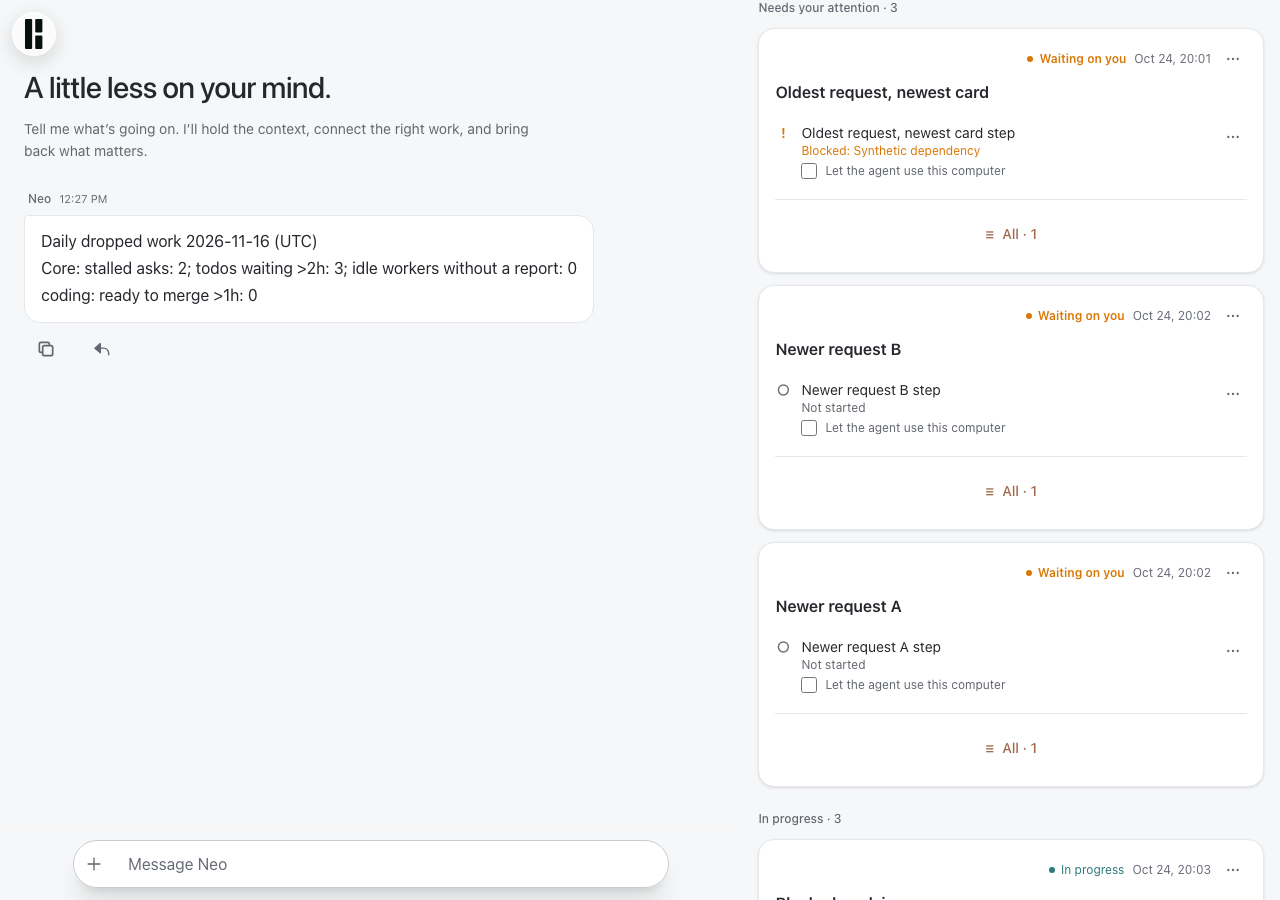 A little less on your mind.
Tell me what’s going on. I’ll hold the context, connect the right work, and bring
back what matters.
Neo 12:27 PM
Daily dropped work 2026-11-16 (UTC)
Core: stalled asks: 2; todos waiting >2h: 3; idle workers without a report: 0
coding: ready to merge >1h: 0
Message Neo
Needs your attention · 3
Waiting on you Oct 24, 20:01
Oldest request, newest card
! Oldest request, newest card step
Blocked: Synthetic dependency
Let the agent use this computer
All · 1
Waiting on you Oct 24, 20:02
Newer request B
Newer request B step
Not started
Let the agent use this computer
All · 1
Waiting on you Oct 24, 20:02
Newer request A
Newer request A step
Not started
Let the agent use this computer
All · 1
In progress · 3
In progress Oct 24, 20:03